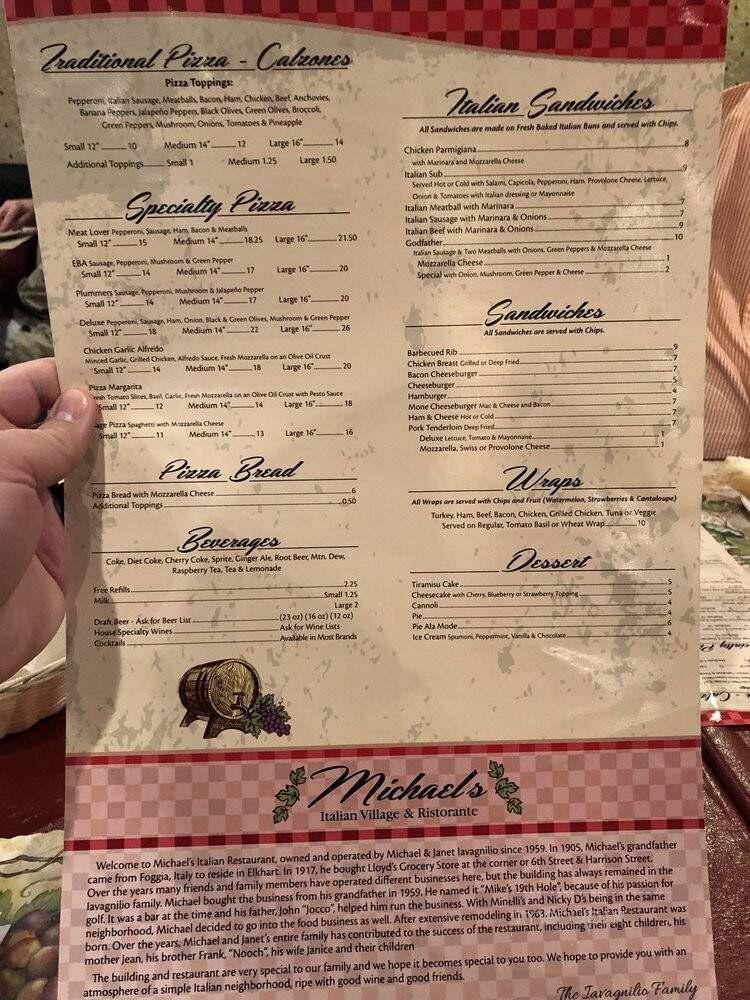 Traditional Pizza - Calzones
Pizza Toppings:
Pepperoni, Italian Sausage, Meatballs, Bacon, Ham, Chicken, Beef, Anchovies,
Banana Peppers, Jalapeño Peppers, Black Olives, Green Olives, Broccoli,
Green Peppers, Mushroom, Onions, Tomatoes & Pineapple
Small 12" 10 Medium 14" 12 Large 16" 14
Additional Toppings Small 1 Medium 1.25 Large 1.50
Specialty Pizza
Meat Lover Pepperoni, Sausage, Ham, Bacon & Meatballs
Small 12" 15 Medium 14" 18.25 Large 16" 21.50
EBA Sausage, Pepperoni, Mushroom & Green Pepper
Small 12" 14 Medium 14" 17 Large 16" 20
Plummers Sausage, Pepperoni, Mushroom & Jalapeño Pepper
Small 12" 14 Medium 14" 17 Large 16" 20
Deluxe Pepperoni, Sausage, Ham, Onion, Black & Green Olives, Mushroom & Green Pepper
Small 12" 18 Medium 14" 22 Large 16" 26
Chicken Garlic Alfredo
Minced Garlic, Grilled Chicken, Alfredo Sauce, Fresh Mozzarella on an Olive Oil Crust
Small 12" 14 Medium 14" 18 Large 16" 20
Pizza Margarita
Fresh Tomato Slices, Basil, Garlic, Fresh Mozzarella on an Olive Oil Crust with Pesto Sauce
Small 12" 12 Medium 14" 14 Large 16" 18
Pizza Spaghetti with Mozzarella Cheese
Small 12" 11 Medium 14" 13 Large 16" 16
Pizza Bread
Pizza Bread with Mozzarella Cheese 6
Additional Toppings .50
Beverages
Coke, Diet Coke, Cherry Coke, Sprite, Ginger Ale, Root Beer, Mtn. Dew,
Raspberry Tea, Tea & Lemonade
Free Refills 2.25
Milk Small 1.25
Large 2
Draft Beer - Ask for Beer List (23 oz) (16 oz) (12 oz)
House Specialty Wines Ask for Wine Lists
Cocktails Available in Most Brands
Italian Sandwiches
All Sandwiches are made on Fresh Baked Italian Buns and served with Chips.
Chicken Parmigiana 8
with Marinara and Mozzarella Cheese
Italian Sub 9
Served Hot or Cold with Salami, Capicola, Pepperoni, Ham, Provolone Cheese, Lettuce,
Onion & Tomatoes with Italian dressing or Mayonnaise
Italian Meatball with Marinara 7
Italian Sausage with Marinara & Onions 7
Italian Beef with Marinara & Onions 9
Godfather 10
Italian Sausage & Two Meatballs with Onions, Green Peppers & Mozzarella Cheese
Mozzarella Cheese 1
Special with Onion, Mushroom, Green Pepper & Cheese 2
Sandwiches
All Sandwiches are served with Chips.
Barbecued Rib 9
Chicken Breast Grilled or Deep Fried 7
Bacon Cheeseburger 7
Cheeseburger 5
Hamburger 4
Mone Cheeseburger Mac & Cheese and Bacon 7
Ham & Cheese Hot or Cold 7
Pork Tenderloin Deep Fried 7
Deluxe Lettuce, Tomato & Mayonnaise 1
Mozzarella, Swiss or Provolone Cheese 1
Wraps
All Wraps are served with Chips and Fruit (Watermelon, Strawberries & Cantaloupe)
Turkey, Ham, Beef, Bacon, Chicken, Grilled Chicken, Tuna or Veggie
Served on Regular, Tomato Basil or Wheat Wrap 10
Dessert
Tiramisu Cake 5
Cheesecake with Cherry, Blueberry or Strawberry Topping 5
Cannoli 4
Pie 4
Pie Ala Mode 6
Ice Cream Spumoni, Peppermint, Vanilla & Chocolate 4
Michael's
Italian Village & Ristorante
Welcome to Michael's Italian Restaurant, owned and operated by Michael & Janet Iavagnilio since 1959. In 1905, Michael's grandfather
came from Foggia, Italy to reside in Elkhart. In 1917, he bought Lloyd's Grocery Store at the corner or 6th Street & Harrison Street.
Over the years many friends and family members have operated different businesses here, but the building has always remained in the
Iavagnilio family. Michael bought the business from his grandfather in 1959. He named it "Mike's 19th Hole", because of his passion for
golf. It was a bar at the time and his father, John "Jocco", helped him run the business. With Minelli's and Nicky D's being in the same
neighborhood, Michael decided to go into the food business as well. After extensive remodeling in 1963, Michael's Italian Restaurant was
born. Over the years, Michael and Janet's entire family has contributed to the success of the restaurant, including their eight children, his
mother Jean, his brother Frank, "Nooch", his wife Janice and their children
The building and restaurant are very special to our family and we hope it becomes special to you too. We hope to provide you with an
atmosphere of a simple Italian neighborhood, ripe with good wine and good friends.
The Iavagnilio Family